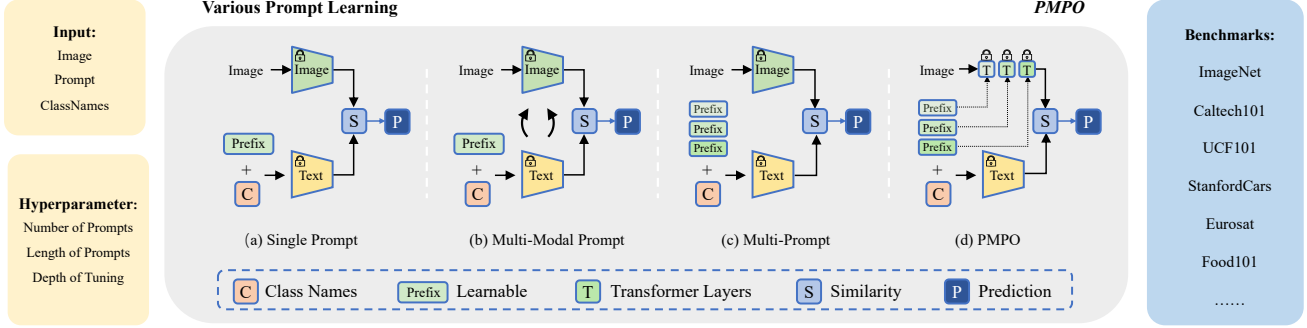 Various Prompt Learning
PMPO
Input:
Image
Prompt
ClassNames
Hyperparameter:
Number of Prompts
Length of Prompts
Depth of Tuning
Image
Image
S
P
Prefix
+
C
Text
(a) Single Prompt
Image
Image
S
P
Prefix
+
C
Text
(b) Multi-Modal Prompt
Image
Image
Prefix
Prefix
Prefix
S
P
+
C
Text
(c) Multi-Prompt
Image
T
T
T
Prefix
Prefix
Prefix
S
P
+
C
Text
(d) PMPO
C Class Names
Prefix Learnable
T Transformer Layers
S Similarity
P Prediction
Benchmarks:
ImageNet
Caltech101
UCF101
StanfordCars
Eurosat
Food101
……